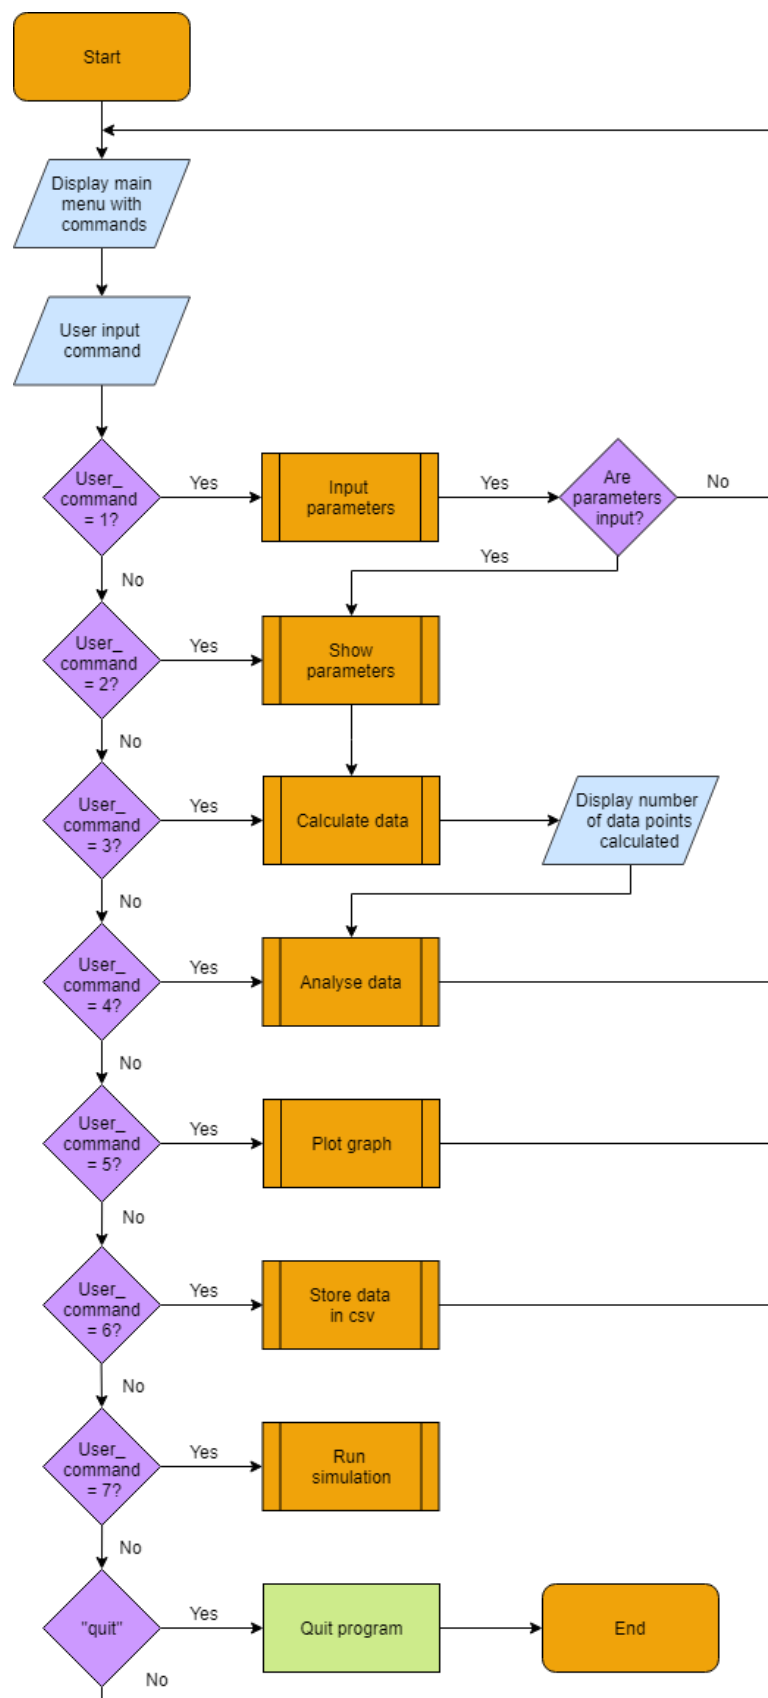 Start
Display main
menu with
commands
User input
command
User_
command
= 1?
Yes
Input
parameters
Yes
Are
parameters
input?
No
Yes
No
User_
command
= 2?
Yes
Show
parameters
No
User_
command
= 3?
Yes
Calculate data
Display number
of data points
calculated
No
User_
command
= 4?
Yes
Analyse data
No
User_
command
= 5?
Yes
Plot graph
No
User_
command
= 6?
Yes
Store data
in csv
No
User_
command
= 7?
Yes
Run
simulation
No
"quit"
Yes
Quit program
End
No